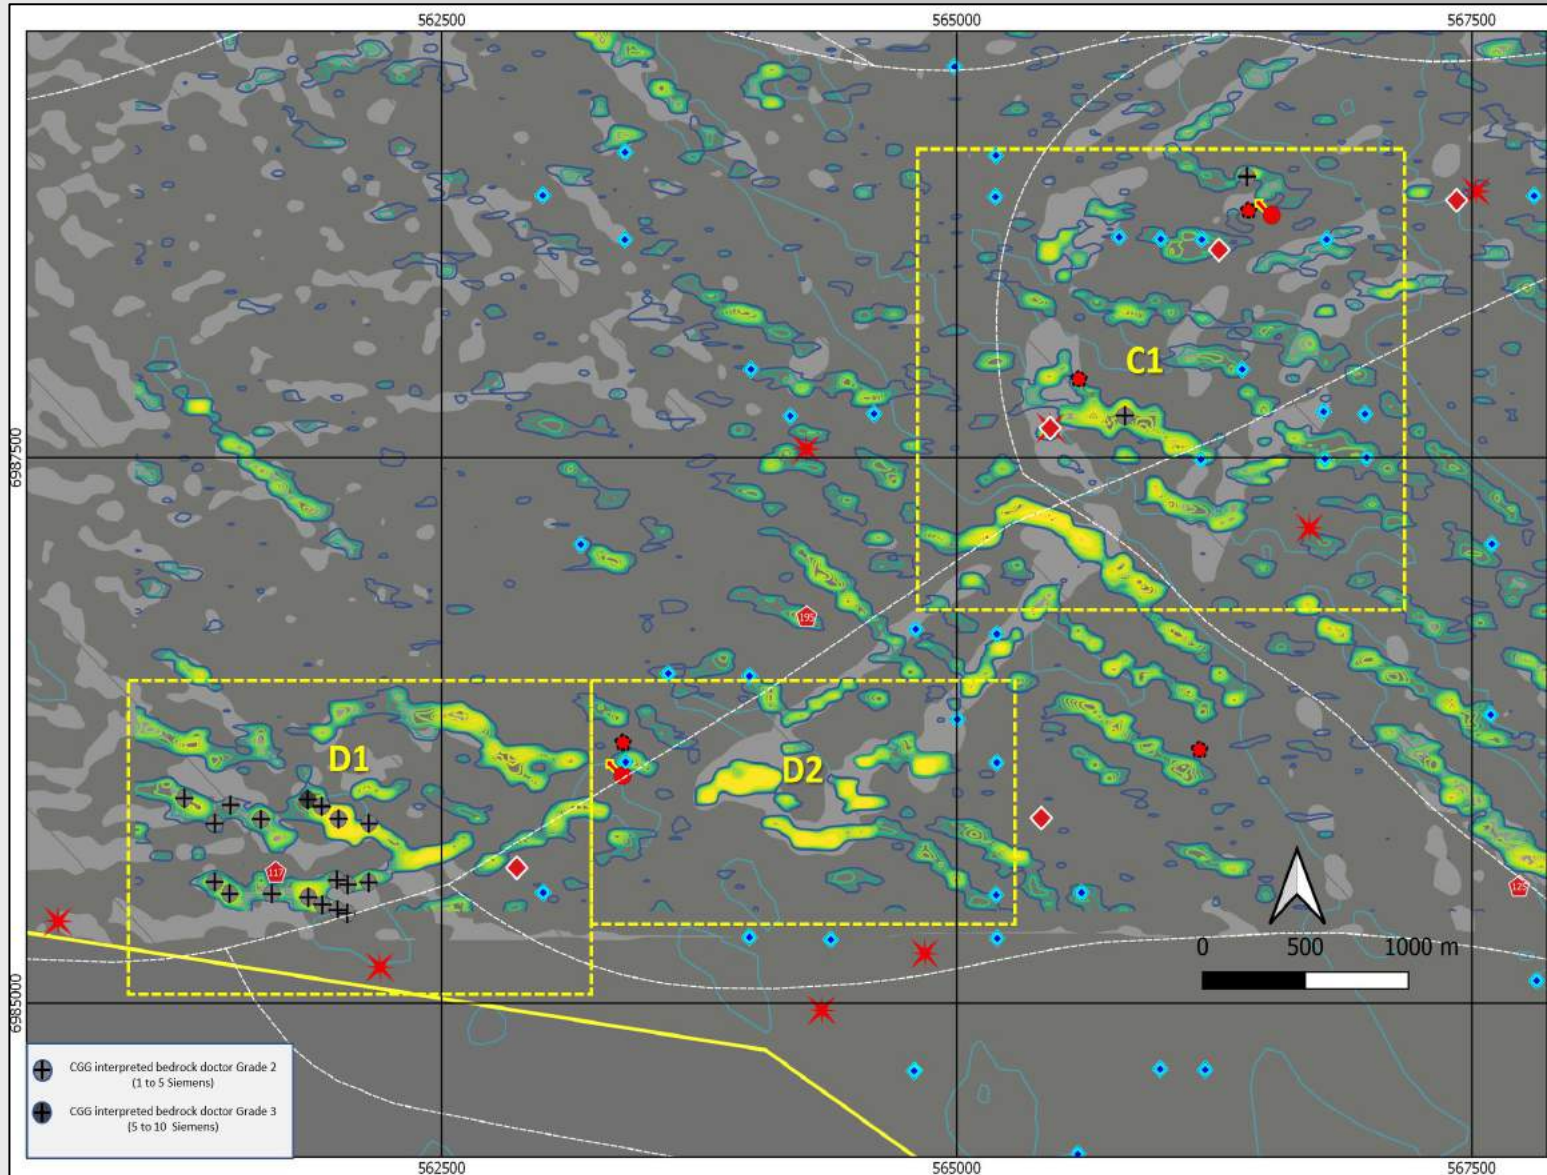 562500 565000 567500
C1
6987500
195
D1
D2
117
125
0 500 1000 m
6985000
CGG interpreted bedrock doctor Grade 2
(1 to 5 Siemens)
CGG interpreted bedrock doctor Grade 3
(5 to 10 Siemens)
562500 565000 567500